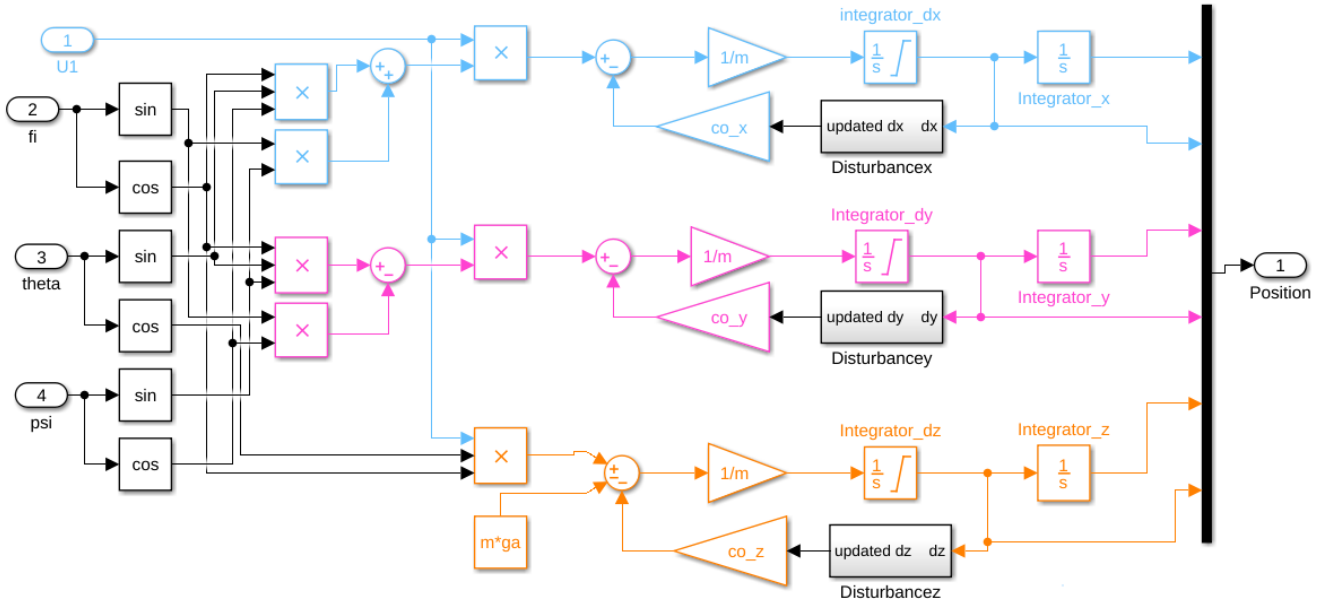 1
U1
2
fi
sin
cos
3
theta
sin
cos
4
psi
sin
cos
×
×
+
+
×
+
−
1/m
integrator_dx
1
s
1
s
Integrator_x
co_x
updated dx dx
Disturbancex
×
×
+
−
×
+
−
1/m
Integrator_dy
1
s
1
s
Integrator_y
co_y
updated dy dy
Disturbancey
×
m*ga
+
−
−
1/m
Integrator_dz
1
s
Integrator_z
1
s
co_z
updated dz dz
Disturbancez
1
Position